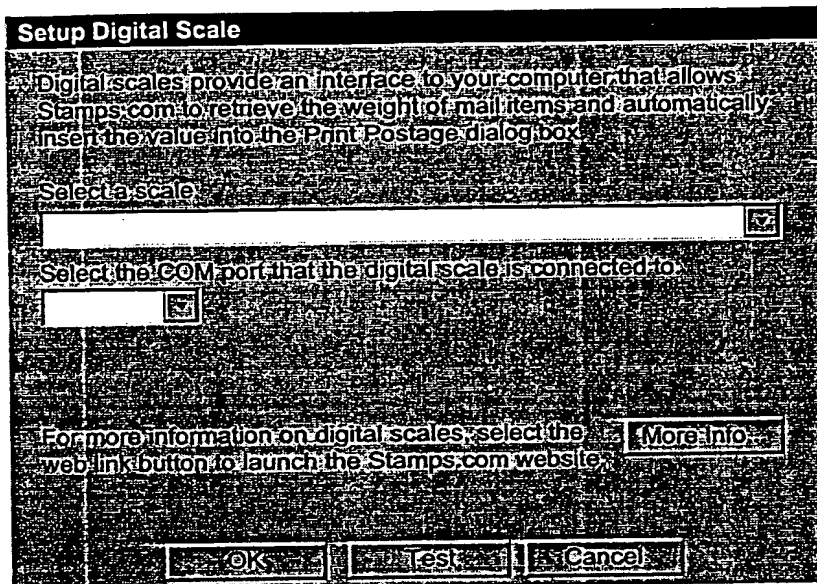 Setup Digital Scale
Digital scales provide an interface to your computer that allows
Stamps.com to retrieve the weight of mail items and automatically
insert the value into the Print Postage dialog box.
Select a scale:
Select the COM port that the digital scale is connected to:
For more information on digital scales, select the
web link button to launch the Stamps.com website.
More Info...
OK
Test
Cancel